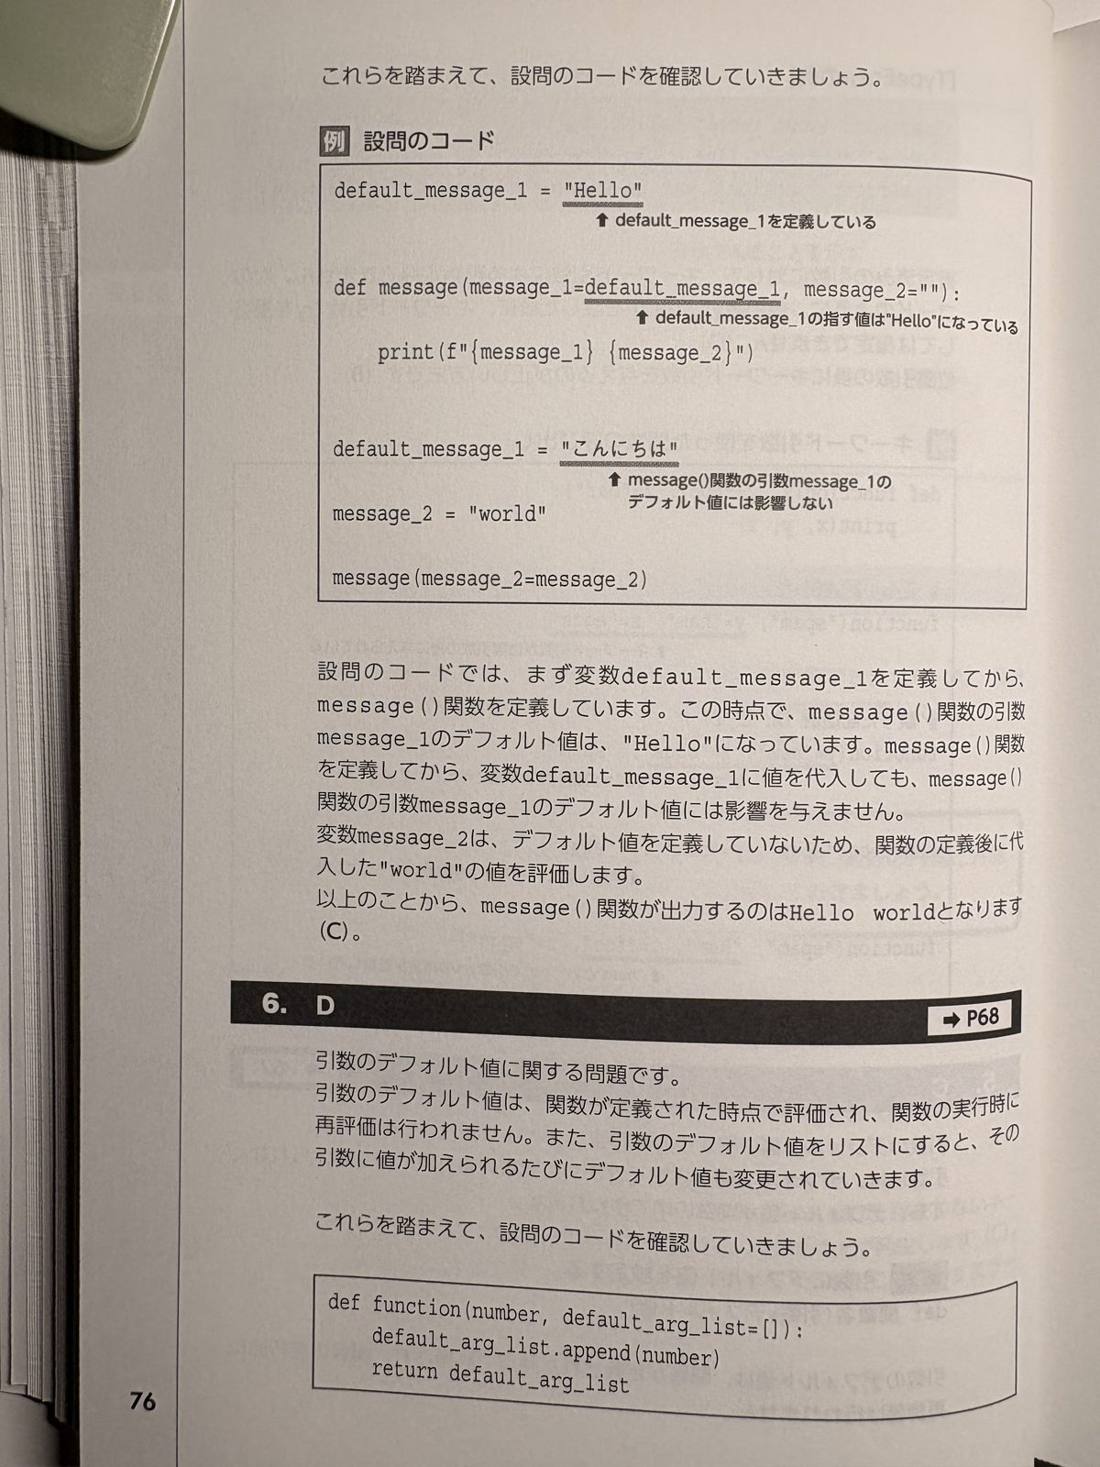 これらを踏まえて、設問のコードを確認していきましょう。
例 設問のコード
default_message_1 = "Hello"
⬆ default_message_1を定義している
def message(message_1=default_message_1, message_2=""):
⬆ default_message_1の指す値は"Hello"になっている
print(f"{message_1} {message_2}")
default_message_1 = "こんにちは"
⬆ message()関数の引数message_1の
デフォルト値には影響しない
message_2 = "world"
message(message_2=message_2)
設問のコードでは、まず変数default_message_1を定義してから、
message()関数を定義しています。この時点で、message()関数の引数
message_1のデフォルト値は、"Hello"になっています。message()関数
を定義してから、変数default_message_1に値を代入しても、message()
関数の引数message_1のデフォルト値には影響を与えません。
変数message_2は、デフォルト値を定義していないため、関数の定義後に代
入した"world"の値を評価します。
以上のことから、message()関数が出力するのはHello worldとなります
(C)。
6. D
➡ P68
引数のデフォルト値に関する問題です。
引数のデフォルト値は、関数が定義された時点で評価され、関数の実行時に
再評価は行われません。また、引数のデフォルト値をリストにすると、その
引数に値が加えられるたびにデフォルト値も変更されていきます。
これらを踏まえて、設問のコードを確認していきましょう。
def function(number, default_arg_list=[]):
default_arg_list.append(number)
return default_arg_list
76